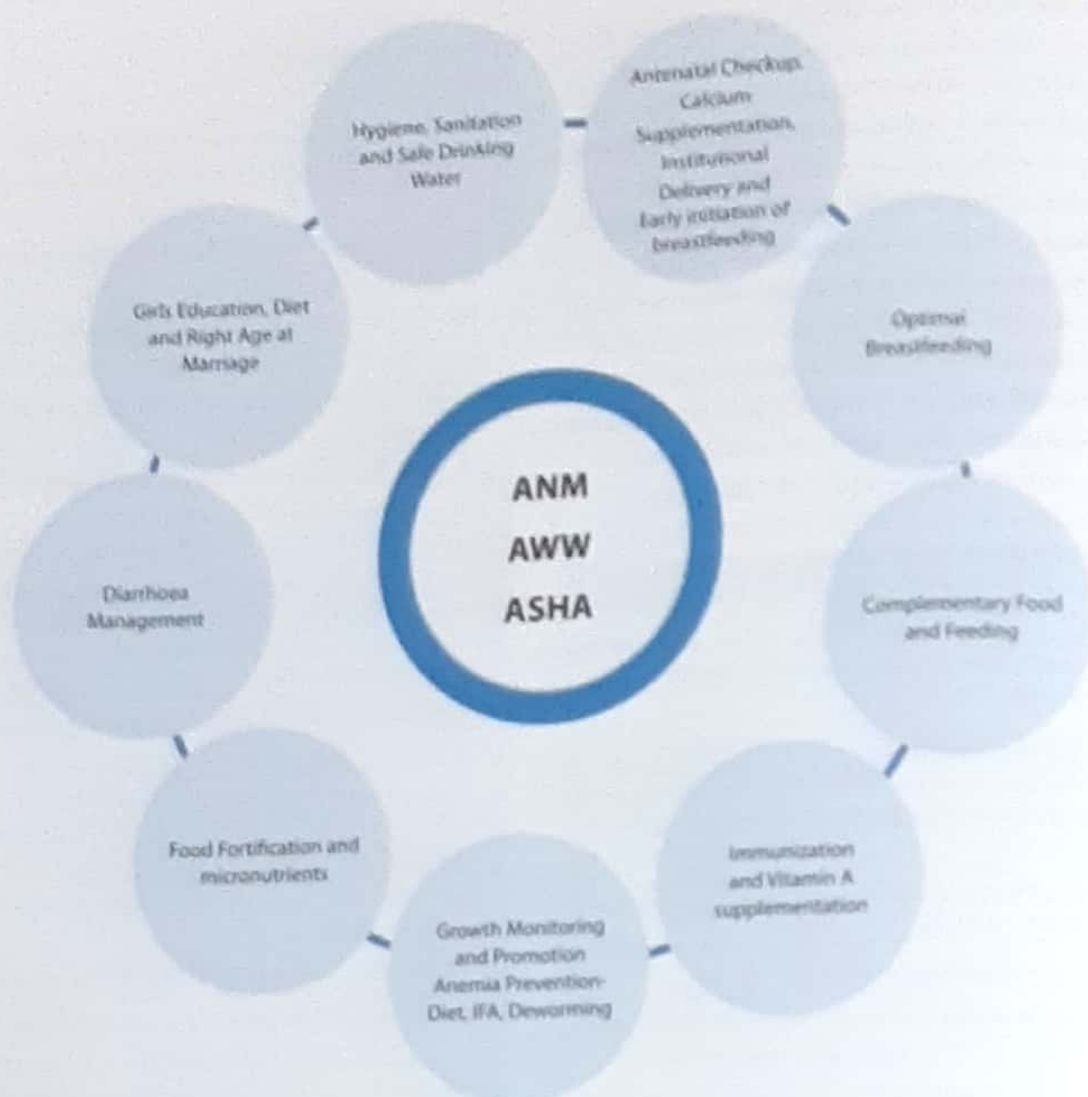 Hygiene, Sanitation
and Safe Drinking
Water
Antenatal Checkup,
Calcium
Supplementation,
Institutional
Delivery and
Early initiation of
breastfeeding
Optimal
Breastfeeding
Complementary Food
and Feeding
Immunization
and Vitamin A
supplementation
Growth Monitoring
and Promotion
Anemia Prevention-
Diet, IFA, Deworming
Food Fortification and
micronutrients
Diarrhoea
Management
Girls Education, Diet
and Right Age at
Marriage
ANM
AWW
ASHA